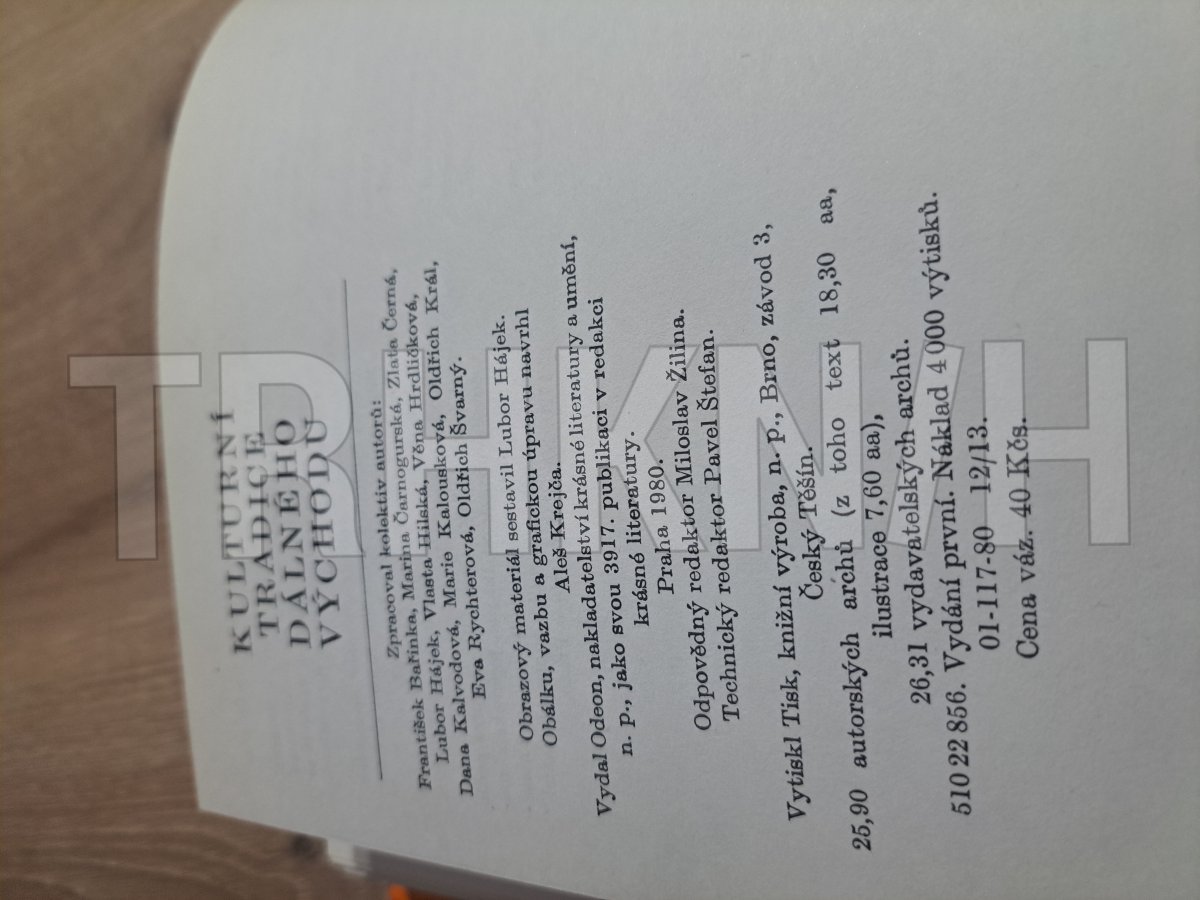 KULTURNÍ
TRADICE
DÁLNÉHO
VÝCHODU
Zpracoval kolektiv autorů:
František Bařinka, Marina Čarnogurská, Zlata Černá,
Lubor Hájek, Vlasta Hilská, Věna Hrdličková,
Dana Kalvodová, Marie Kalousková, Oldřich Král,
Eva Rychterová, Oldřich Švarný.
Obrazový materiál sestavil Lubor Hájek.
Obálku, vazbu a grafickou úpravu navrhl
Aleš Krejča.
Vydal Odeon, nakladatelství krásné literatury a umění,
n. p., jako svou 3917. publikaci v redakci
krásné literatury.
Praha 1980.
Odpovědný redaktor Miloslav Žilina.
Technický redaktor Pavel Štefan.
Vytiskl Tisk, knižní výroba, n. p., Brno, závod 3,
Český Těšín.
25,90 autorských archů (z toho text 18,30 aa,
ilustrace 7,60 aa),
26,31 vydavatelských archů.
510 22 856. Vydání první. Náklad 4 000 výtisků.
01-117-80 12/13.
Cena váz. 40 Kčs.